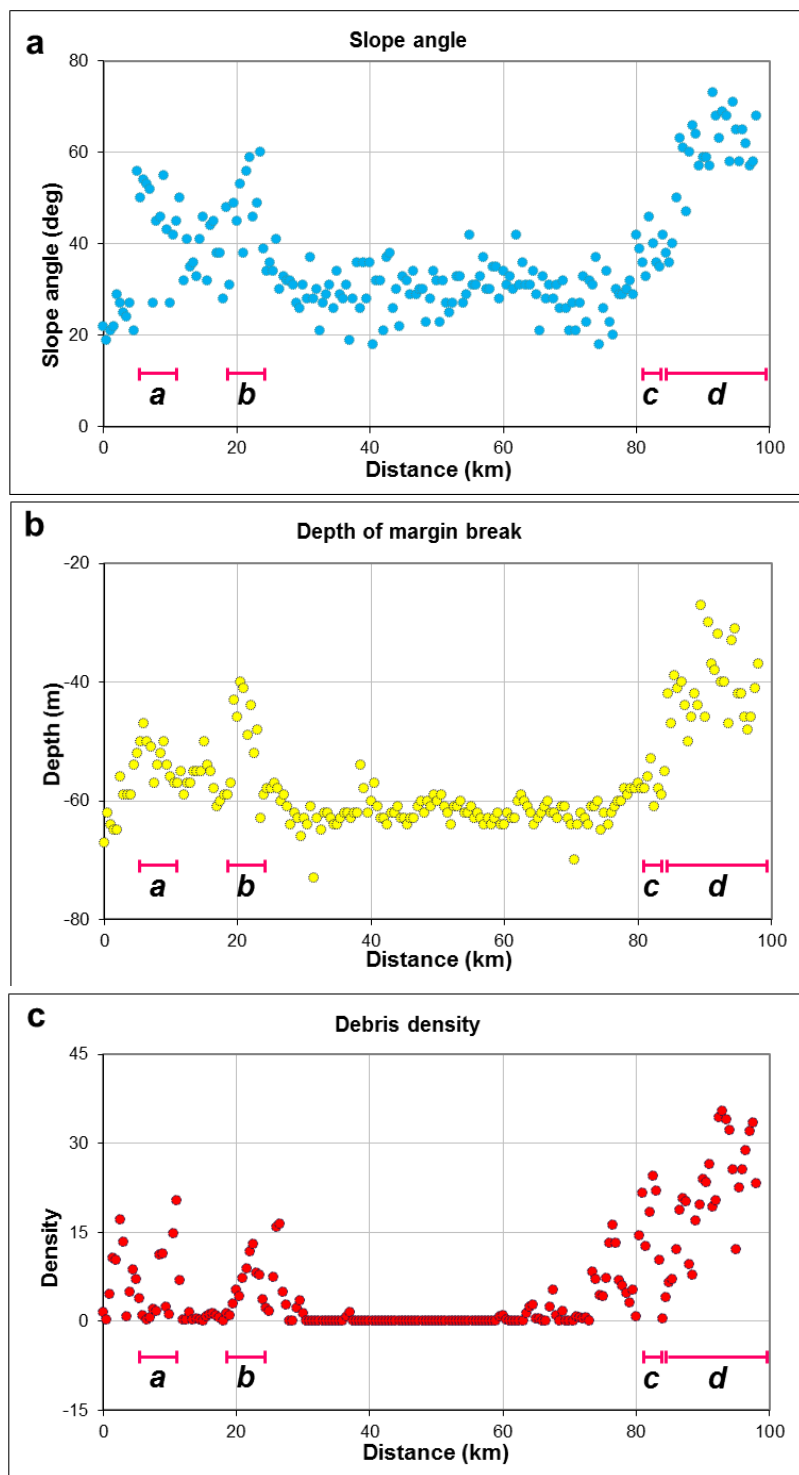 a
Slope angle
80
60
40
20
0
Slope angle (deg)
a b c d
0 20 40 60 80 100
Distance (km)
b
Depth of margin break
-20
-40
-60
-80
Depth (m)
a b c d
0 20 40 60 80 100
Distance (km)
c
Debris density
45
30
15
0
-15
Density
a b c d
0 20 40 60 80 100
Distance (km)